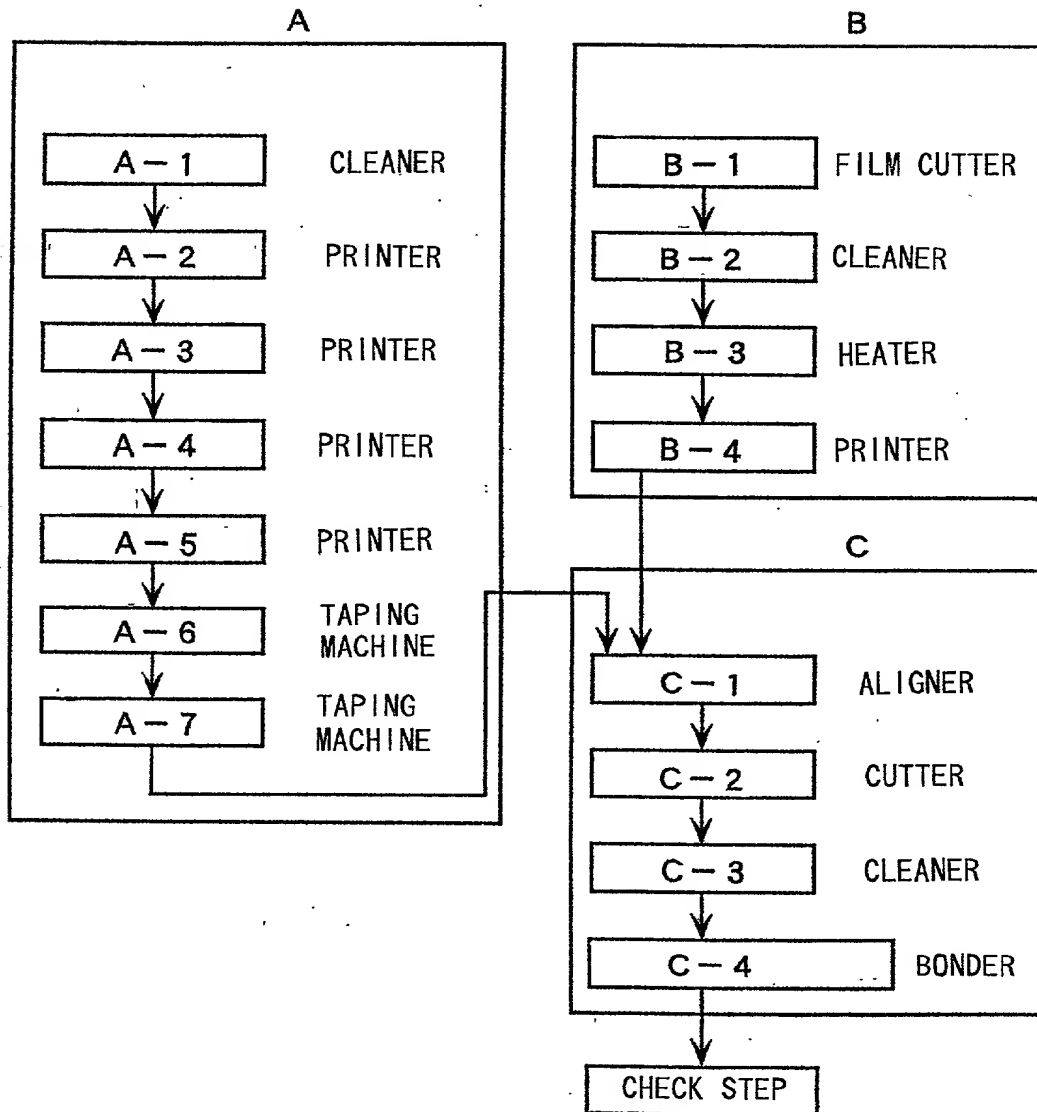 A
A-1 CLEANER
A-2 PRINTER
A-3 PRINTER
A-4 PRINTER
A-5 PRINTER
A-6 TAPING
MACHINE
A-7 TAPING
MACHINE
B
B-1 FILM CUTTER
B-2 CLEANER
B-3 HEATER
B-4 PRINTER
C
C-1 ALIGNER
C-2 CUTTER
C-3 CLEANER
C-4 BONDER
CHECK STEP